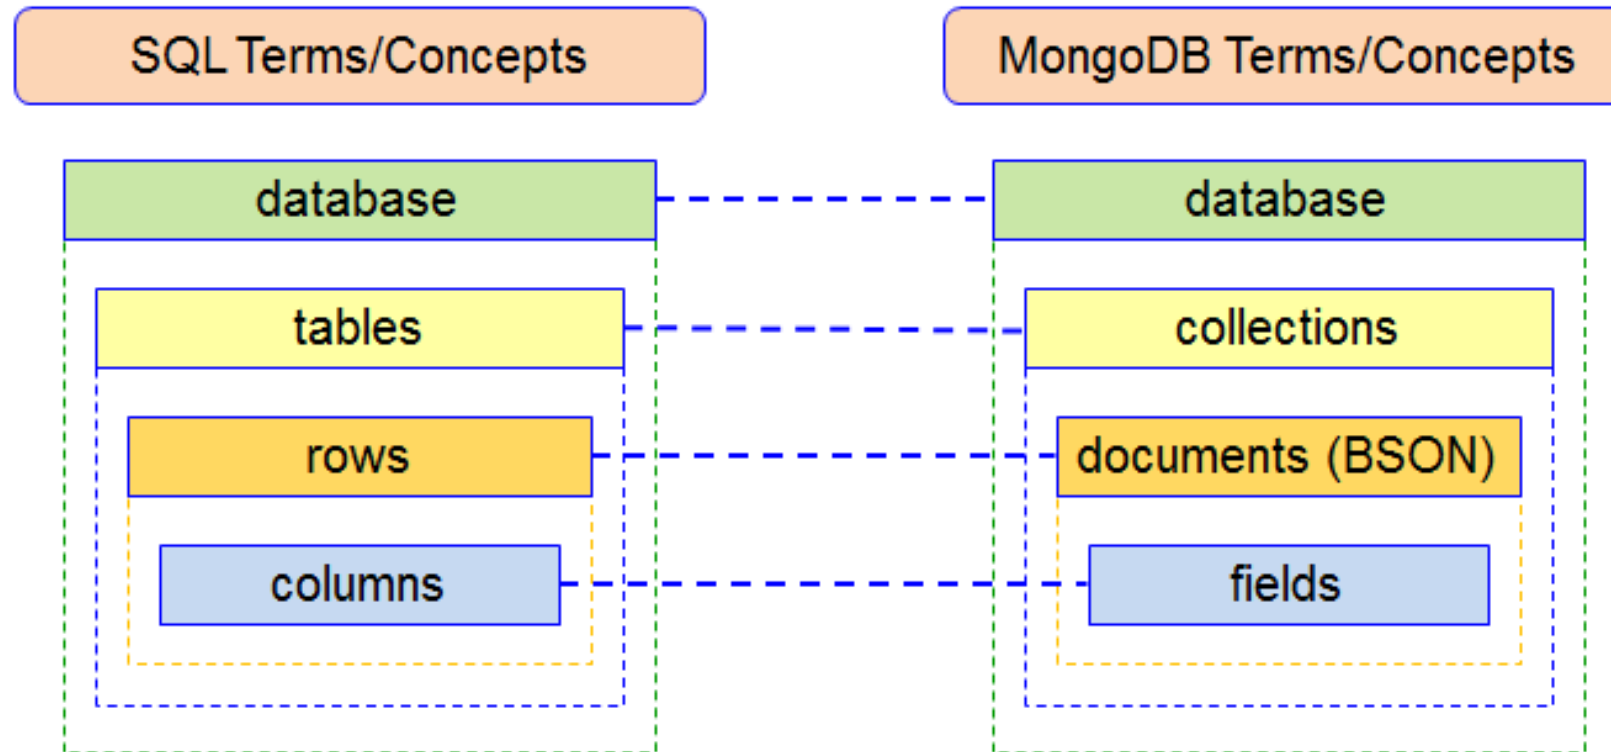 SQL Terms/Concepts
MongoDB Terms/Concepts
database
database
tables
collections
rows
documents (BSON)
columns
fields